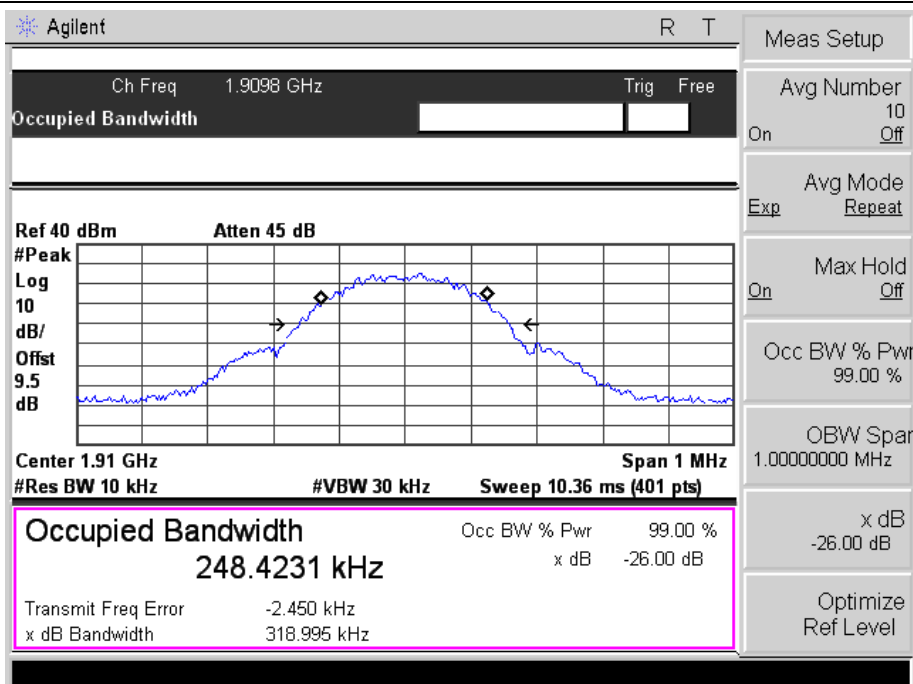 Agilent R T
Ch Freq 1.9098 GHz Trig Free
Occupied Bandwidth
Ref 40 dBm Atten 45 dB
#Peak
Log
10
dB/
Offst
9.5
dB
Center 1.91 GHz Span 1 MHz
#Res BW 10 kHz #VBW 30 kHz Sweep 10.36 ms (401 pts)
Occupied Bandwidth
248.4231 kHz
Occ BW % Pwr 99.00 %
x dB -26.00 dB
Transmit Freq Error -2.450 kHz
x dB Bandwidth 318.995 kHz
Meas Setup
Avg Number
10
On Off
Avg Mode
Exp Repeat
Max Hold
On Off
Occ BW % Pwr
99.00 %
OBW Span
1.00000000 MHz
x dB
-26.00 dB
Optimize
Ref Level